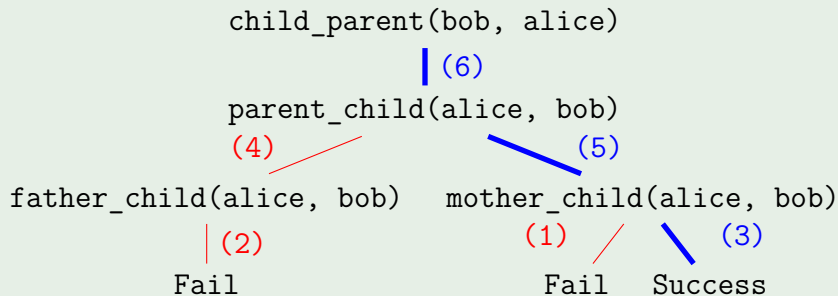 child_parent(bob, alice)
(6)
parent_child(alice, bob)
(4) (5)
father_child(alice, bob) mother_child(alice, bob)
(2) (1) (3)
Fail Fail Success